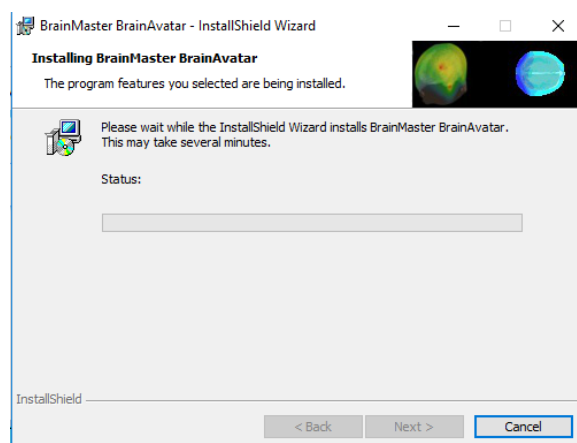 BrainMaster BrainAvatar - InstallShield Wizard
Installing BrainMaster BrainAvatar
The program features you selected are being installed.
Please wait while the InstallShield Wizard installs BrainMaster BrainAvatar.
This may take several minutes.
Status:
InstallShield
< Back
Next >
Cancel